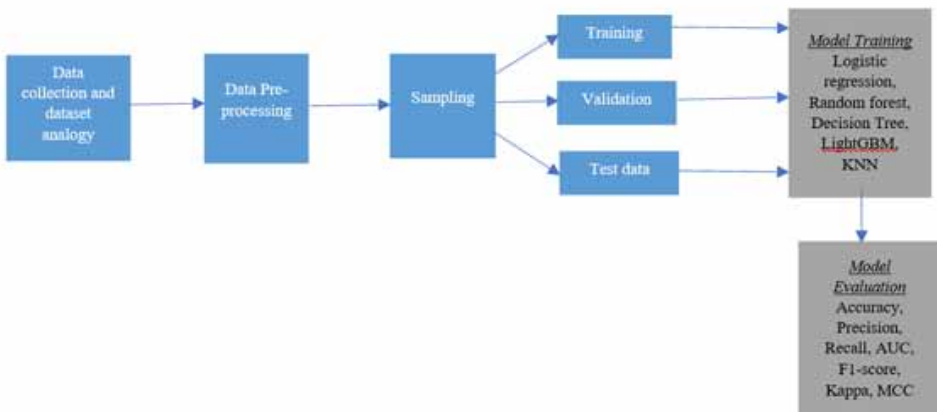 Data
collection and
dataset
analogy
Data Pre-
processing
Sampling
Training
Validation
Test data
Model Training
Logistic
regression,
Random forest,
Decision Tree,
LightGBM,
KNN
Model
Evaluation
Accuracy,
Precision,
Recall, AUC,
F1-score,
Kappa, MCC